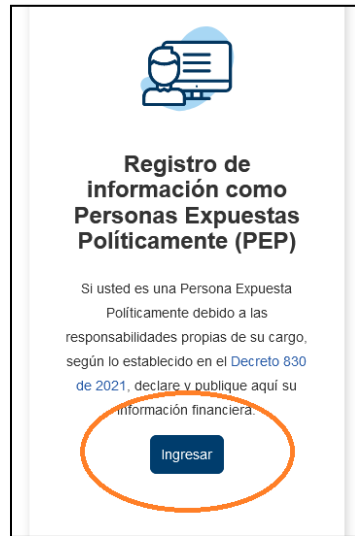 Registro de
información como
Personas Expuestas
Políticamente (PEP)
Si usted es una Persona Expuesta
Políticamente debido a las
responsabilidades propias de su cargo,
según lo establecido en el Decreto 830
de 2021, declare y publique aquí su
información financiera.
Ingresar